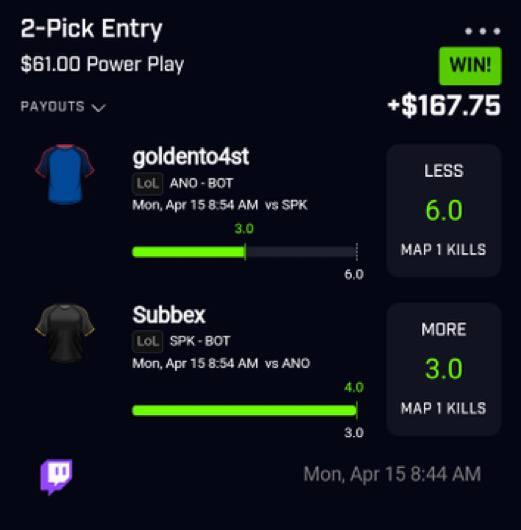 2-Pick Entry
$61.00 Power Play
WIN!
PAYOUTS
+$167.75
goldento4st
LoL ANO - BOT
Mon, Apr 15 8:54 AM vs SPK
3.0
6.0
LESS
6.0
MAP 1 KILLS
Subbex
LoL SPK - BOT
Mon, Apr 15 8:54 AM vs ANO
4.0
3.0
MORE
3.0
MAP 1 KILLS
Mon, Apr 15 8:44 AM